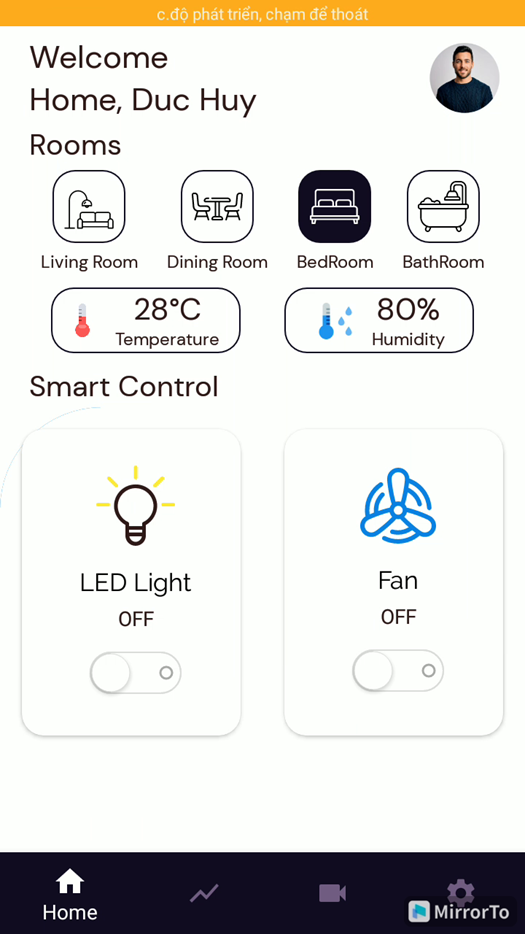 c.độ phát triển, chạm để thoát
Welcome
Home, Duc Huy
Rooms
Living Room
Dining Room
BedRoom
BathRoom
28°C
Temperature
80%
Humidity
Smart Control
LED Light
OFF
Fan
OFF
Home
MirrorTo